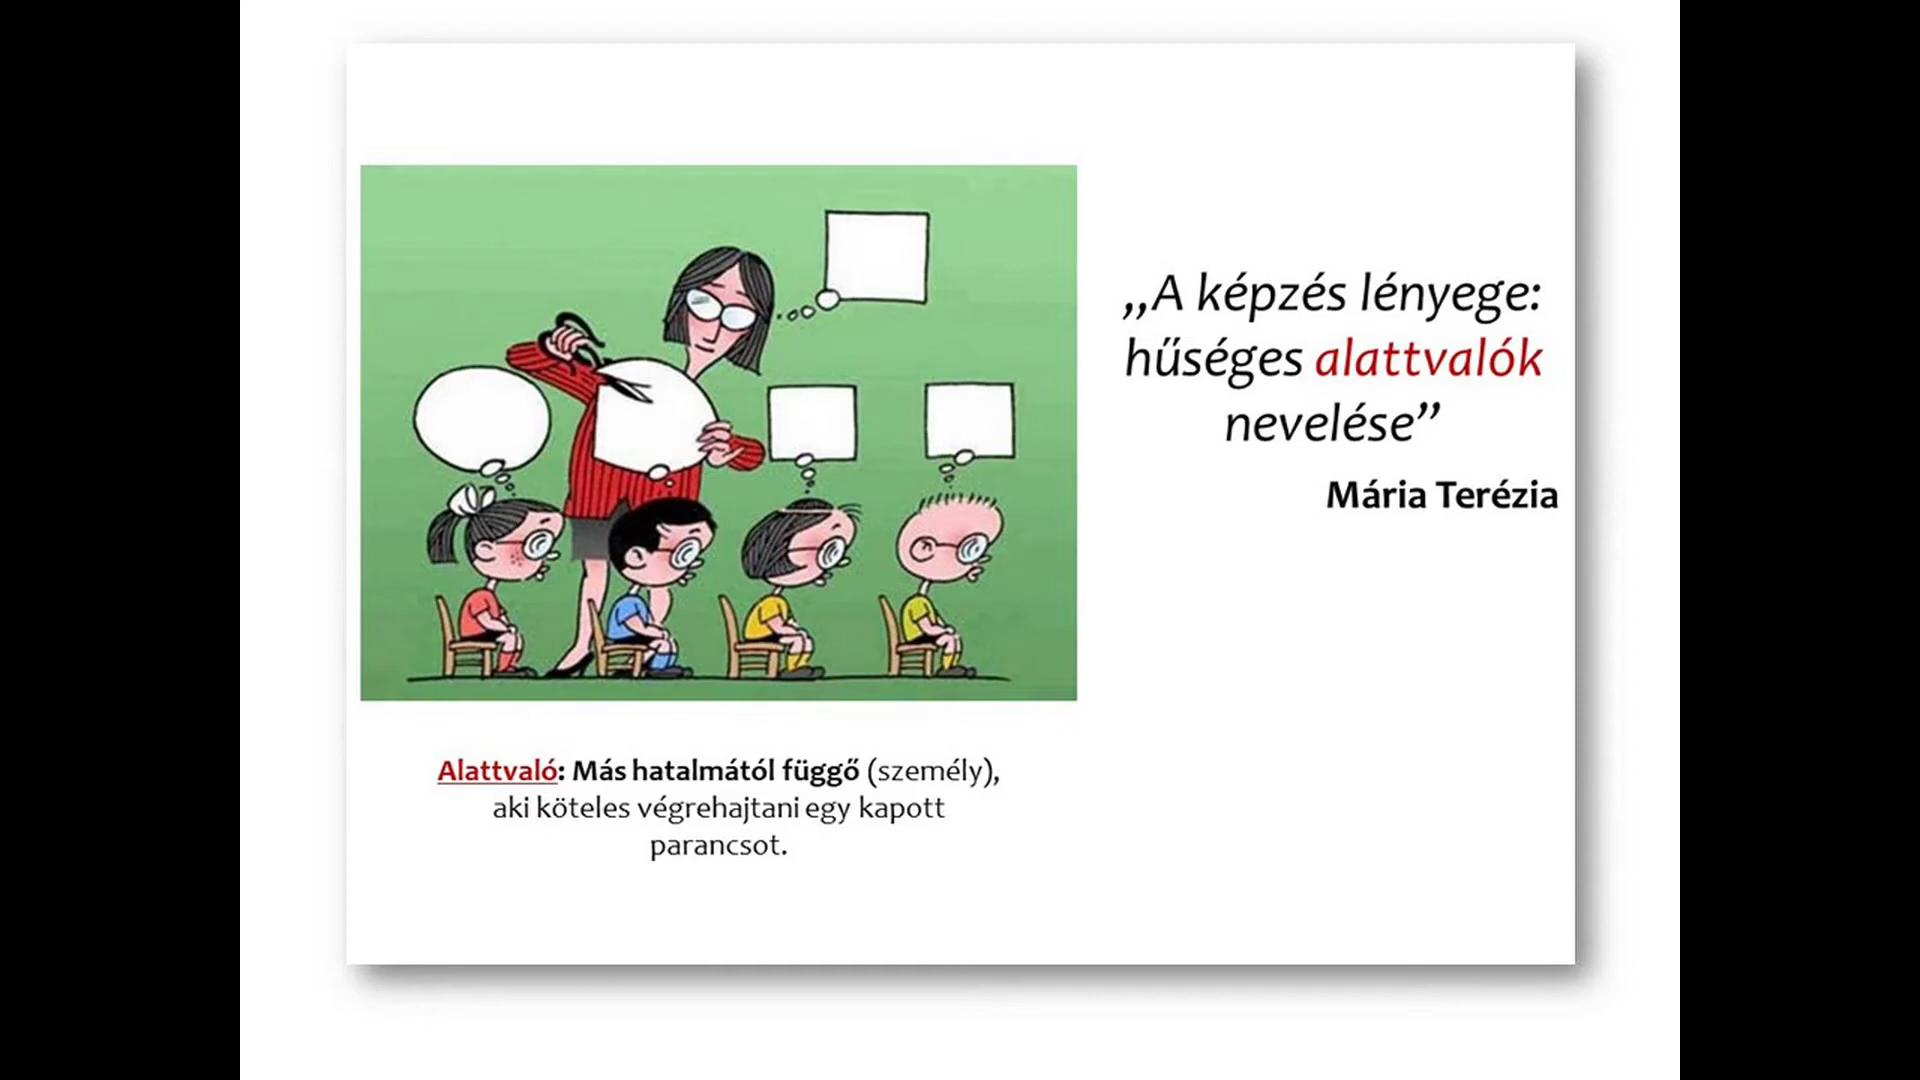 „A képzés lényege:
hűséges alattvalók
nevelése”
Mária Terézia
Alattvaló: Más hatalmától függő (személy),
aki köteles végrehajtani egy kapott
parancsot.